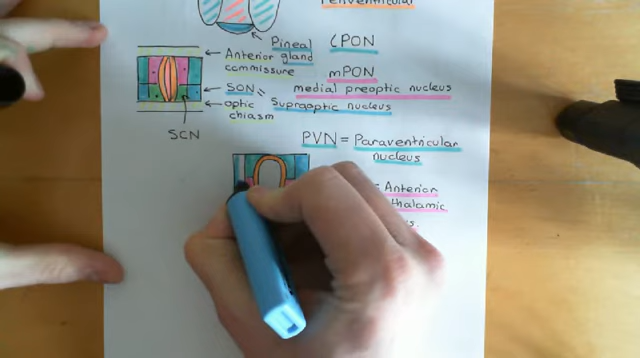 Periventricular
Pineal
gland
LPON
Anterior
commissure
mPON
SON
medial preoptic nucleus
optic
chiasm
Supraoptic nucleus
SCN
PVN = Paraventricular
nucleus
= Anterior
thalamic